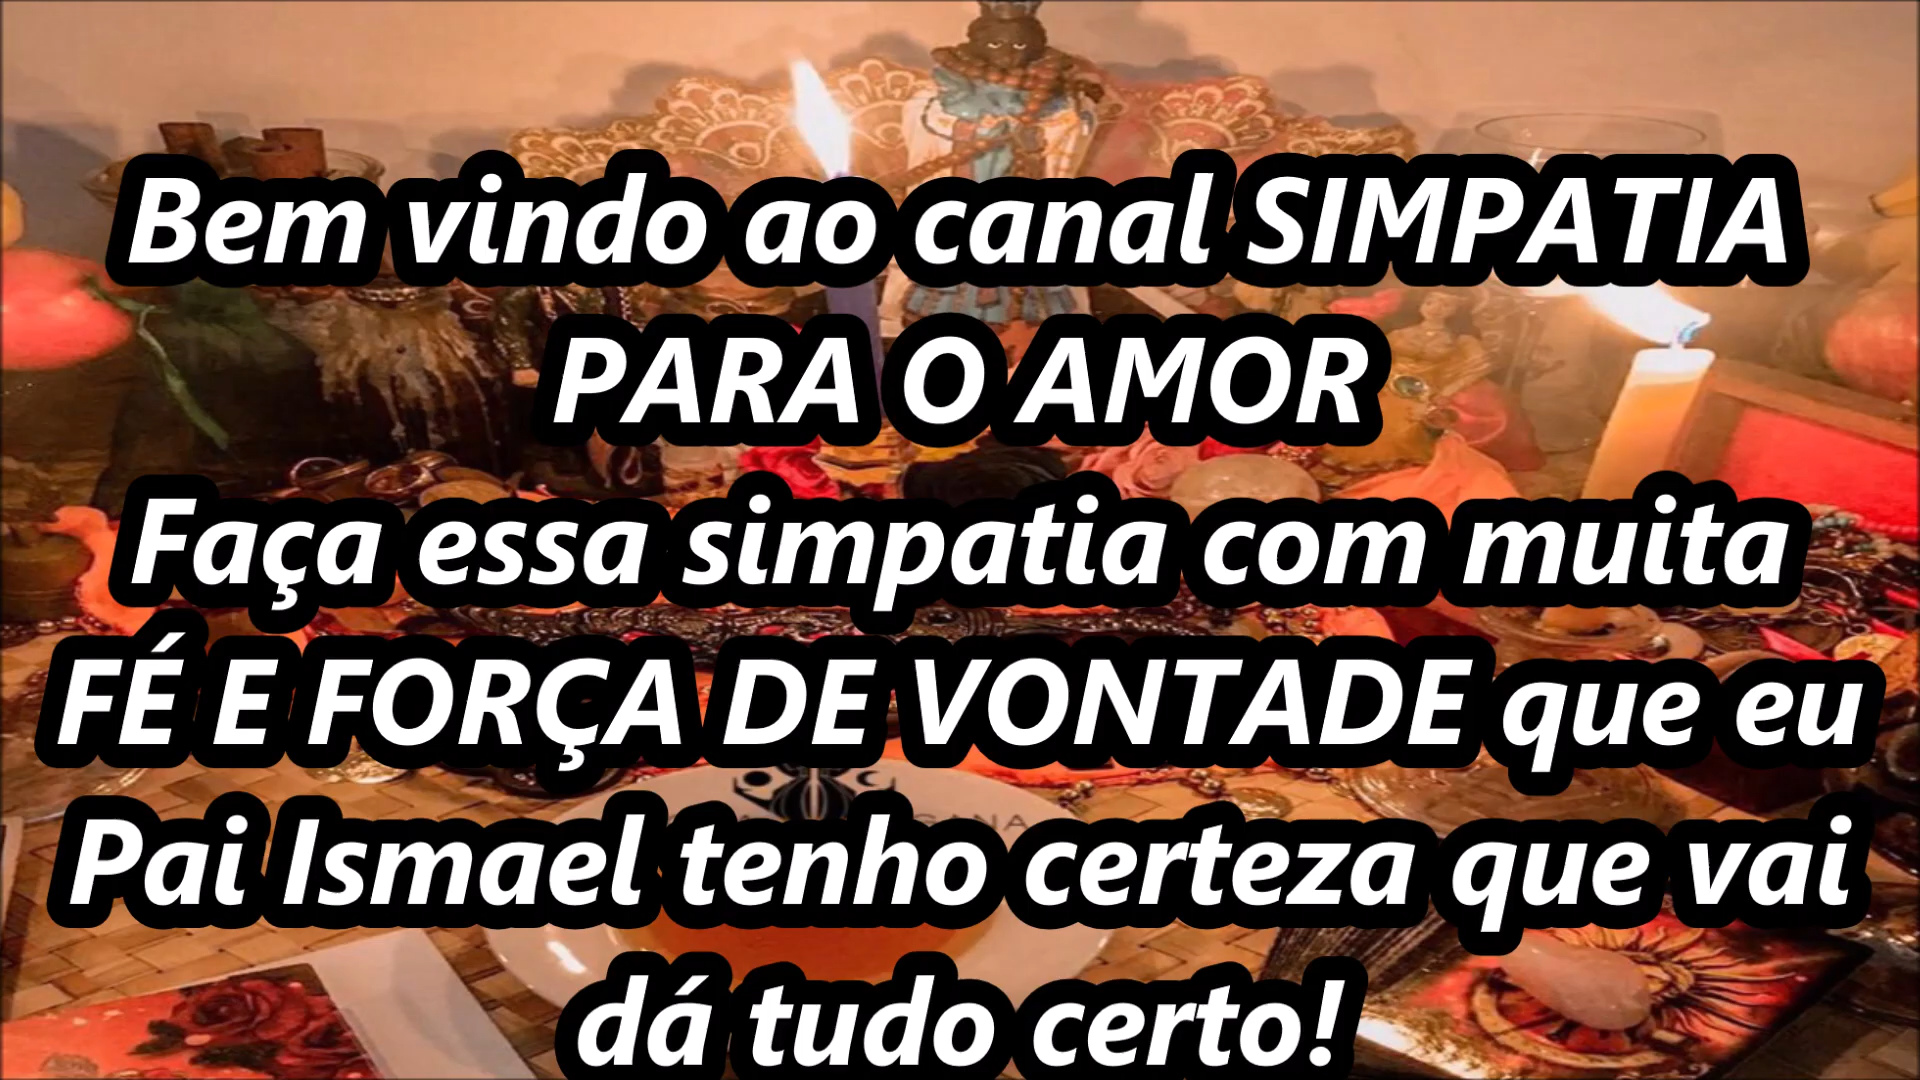 Bem vindo ao canal SIMPATIA
PARA O AMOR
Faça essa simpatia com muita
FÉ E FORÇA DE VONTADE que eu
Pai Ismael tenho certeza que vai
dá tudo certo!